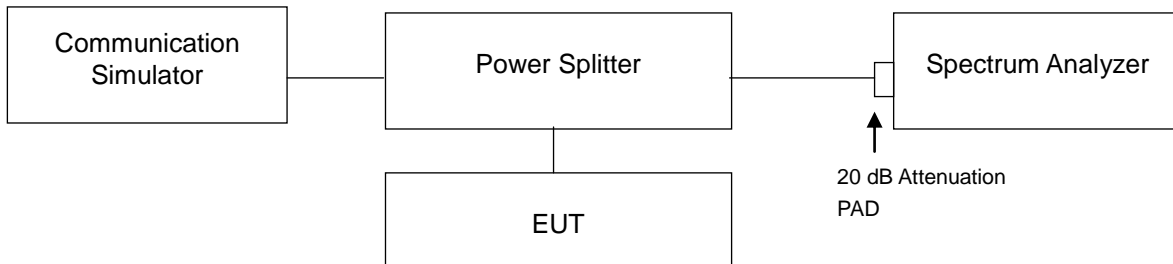 Communication
Simulator
Power Splitter
Spectrum Analyzer
20 dB Attenuation
PAD
EUT